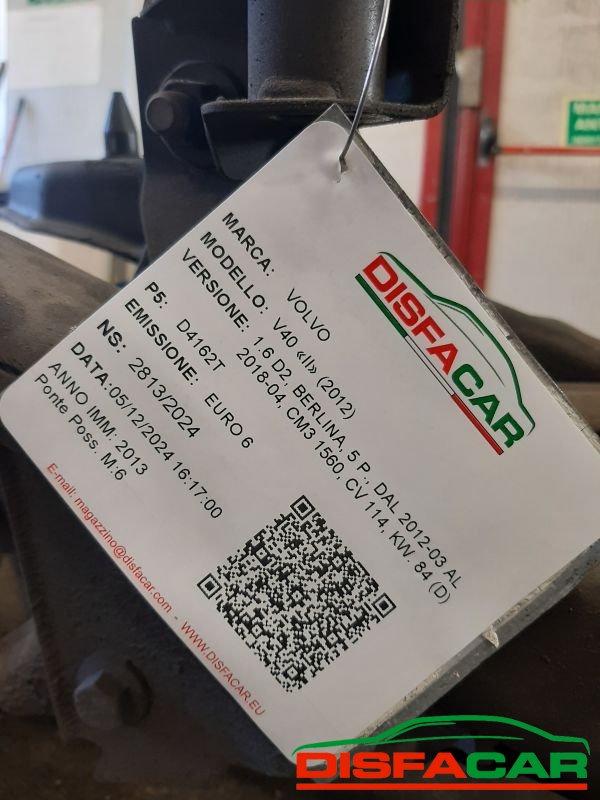 MARCA: VOLVO
MODELLO: V40 «II» (2012)
VERSIONE: 1.6 D2, BERLINA, 5 P., DAL 2012-03 AL
2018-04, CM3 1560, CV 114, KW. 84 (D)
P5: D4162T
EMISSIONE: EURO 6
NS: 2813/2024
DATA:05/12/2024 16:17:00
ANNO IMM: 2013
Ponte Poss. M:6
E-mail: magazzino@disfacar.com - WWW.DISFACAR.EU
DISFACAR
DISFACAR